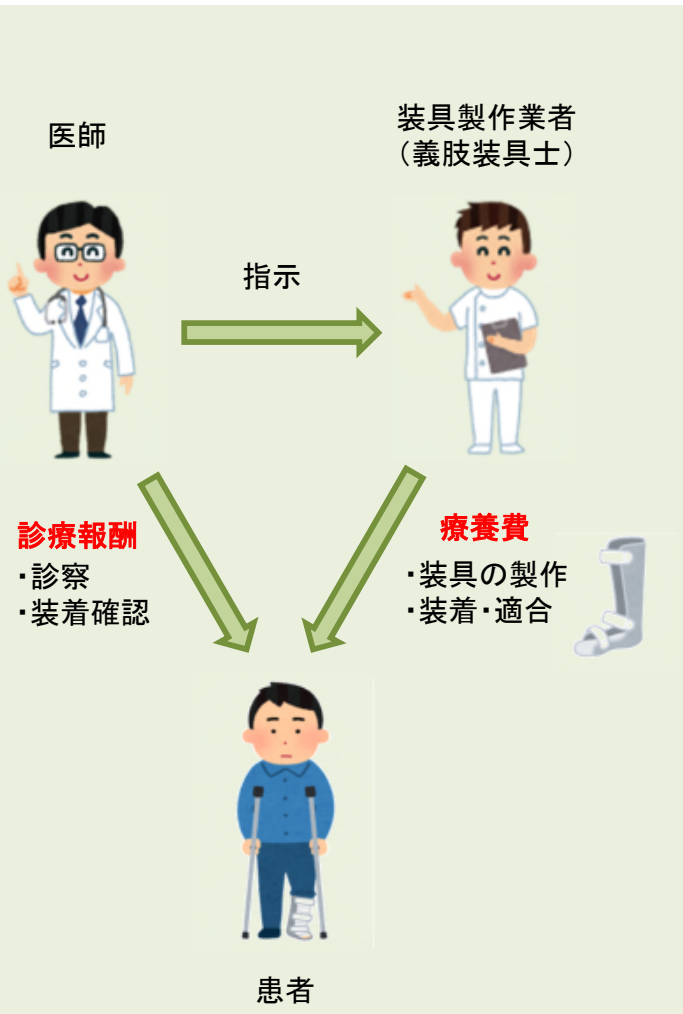 医師
装具製作業者
（義肢装具士）
指示
診療報酬
・診察
・装着確認
療養費
・装具の製作
・装着・適合
患者